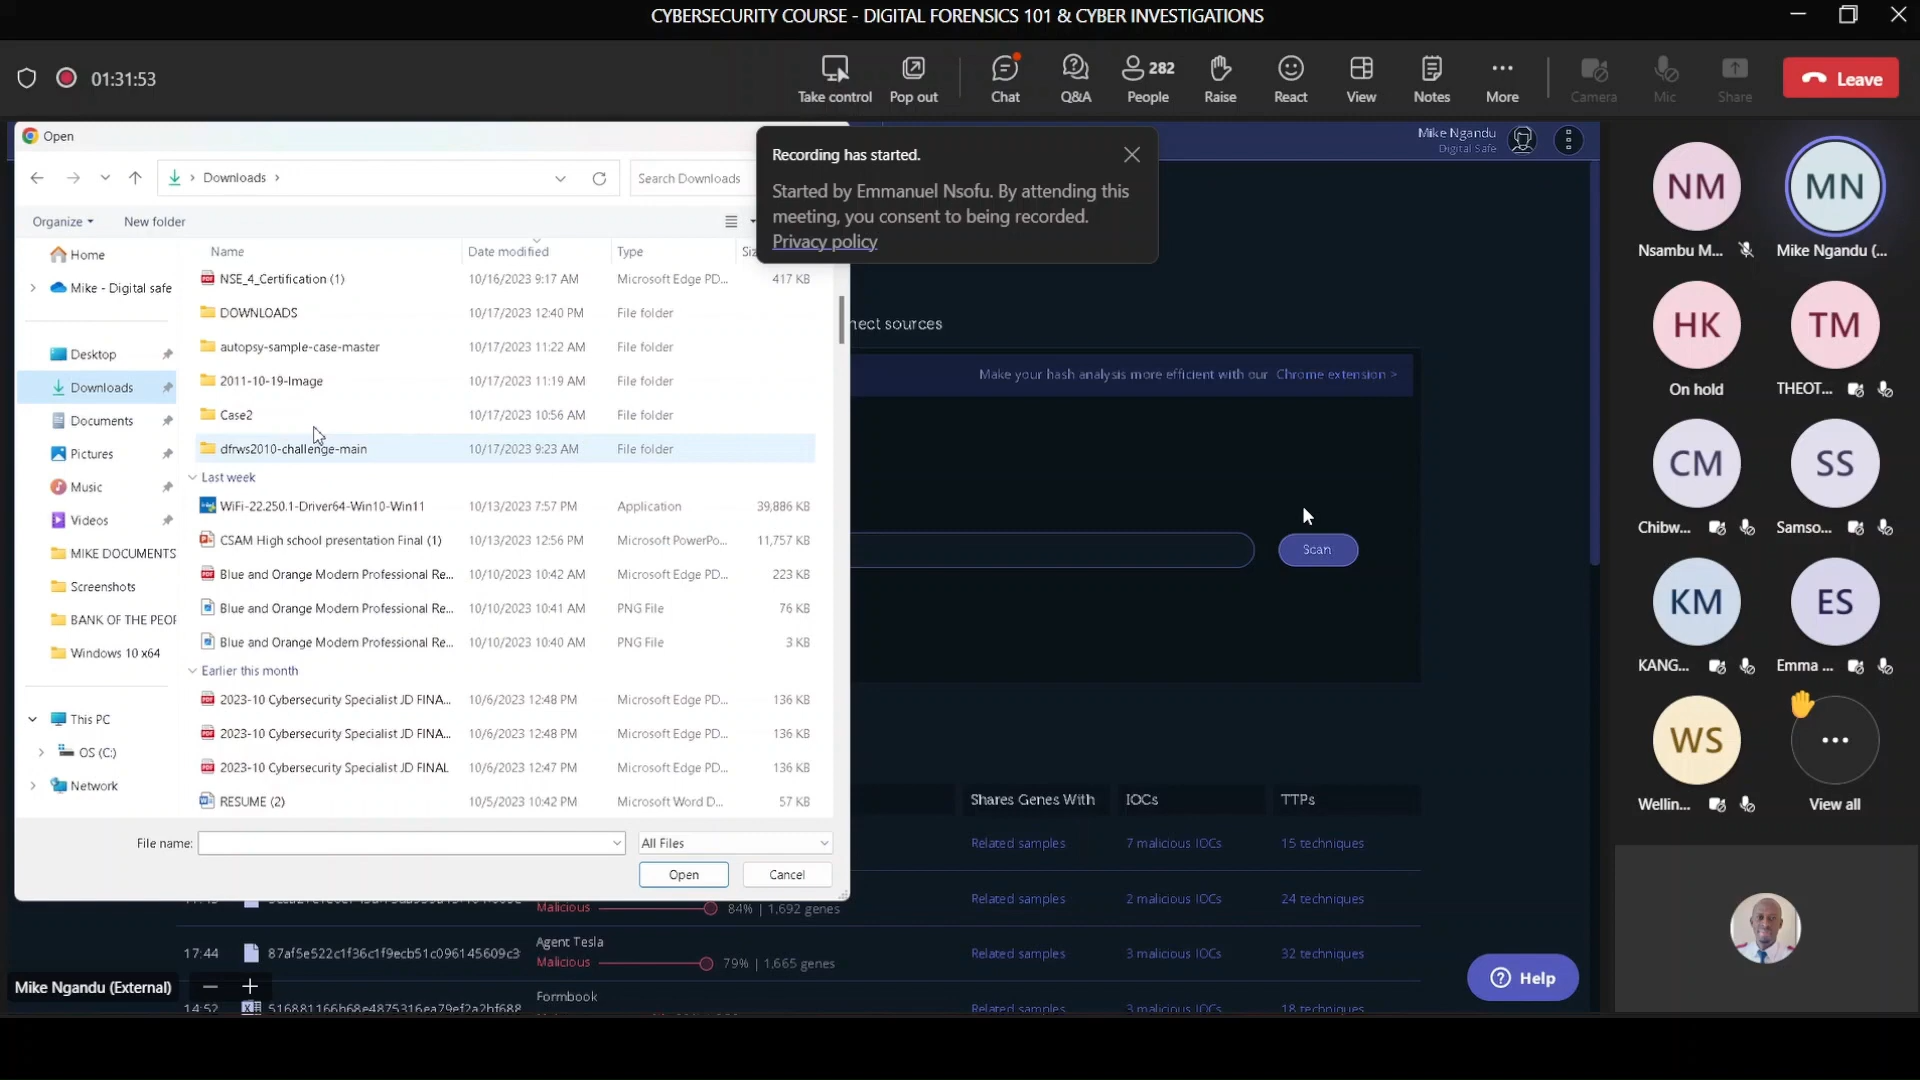 CYBERSECURITY COURSE - DIGITAL FORENSICS 101 & CYBER INVESTIGATIONS
01:31:53
Take control
Pop out
Chat
Q&A
282
People
Raise
React
View
Notes
More
Camera
Mic
Share
Leave
Open
Downloads
Search Downloads
Organize
New folder
Name
Date modified
Type
Home
Mike - Digital safe
Desktop
Downloads
Documents
Pictures
Music
Videos
MIKE DOCUMENTS
Screenshots
BANK OF THE PEOP
Windows 10 x64
This PC
OS (C:)
Network
NSE_4_Certification (1) 10/16/2023 9:17 AM Microsoft Edge PD... 417 KB
DOWNLOADS 10/17/2023 12:40 PM File folder
autopsy-sample-case-master 10/17/2023 11:22 AM File folder
2011-10-19-Image 10/17/2023 11:19 AM File folder
Case2 10/17/2023 10:56 AM File folder
dfrws2010-challenge-main 10/17/2023 9:23 AM File folder
Last week
WiFi-22.250.1-Driver64-Win10-Win11 10/13/2023 7:57 PM Application 39,886 KB
CSAM High school presentation Final (1) 10/13/2023 12:56 PM Microsoft PowerPo... 11,757 KB
Blue and Orange Modern Professional Re... 10/10/2023 10:42 AM Microsoft Edge PD... 223 KB
Blue and Orange Modern Professional Re... 10/10/2023 10:41 AM PNG File 76 KB
Blue and Orange Modern Professional Re... 10/10/2023 10:40 AM PNG File 3 KB
Earlier this month
2023-10 Cybersecurity Specialist JD FINA... 10/6/2023 12:48 PM Microsoft Edge PD... 136 KB
2023-10 Cybersecurity Specialist JD FINA... 10/6/2023 12:48 PM Microsoft Edge PD... 136 KB
2023-10 Cybersecurity Specialist JD FINAL 10/6/2023 12:47 PM Microsoft Edge PD... 136 KB
RESUME (2) 10/5/2023 10:42 PM Microsoft Word D... 57 KB
File name:
All Files
Open
Cancel
Recording has started.
Started by Emmanuel Nsofu. By attending this
meeting, you consent to being recorded.
Privacy policy
Mike Ngandu
Digital Safe
nect sources
Make your hash analysis more efficient with our Chrome extension >
Scan
Shares Genes With IOCs TTPs
Related samples 7 malicious IOCs 15 techniques
Malicious 84% | 1,692 genes Related samples 2 malicious IOCs 24 techniques
Agent Tesla
17:44 87af5e522c1f36c1f9ecb51c096145609c3 Malicious 79% | 1,665 genes Related samples 3 malicious IOCs 32 techniques
Formbook
14:52 Related samples 3 malicious IOCs 18 techniques
Mike Ngandu (External)
Help
NM
Nsambu M...
MN
Mike Ngandu (...
HK
On hold
TM
THEOT...
CM
Chibw...
SS
Samso...
KM
KANG...
ES
Emma ...
WS
Wellin...
View all